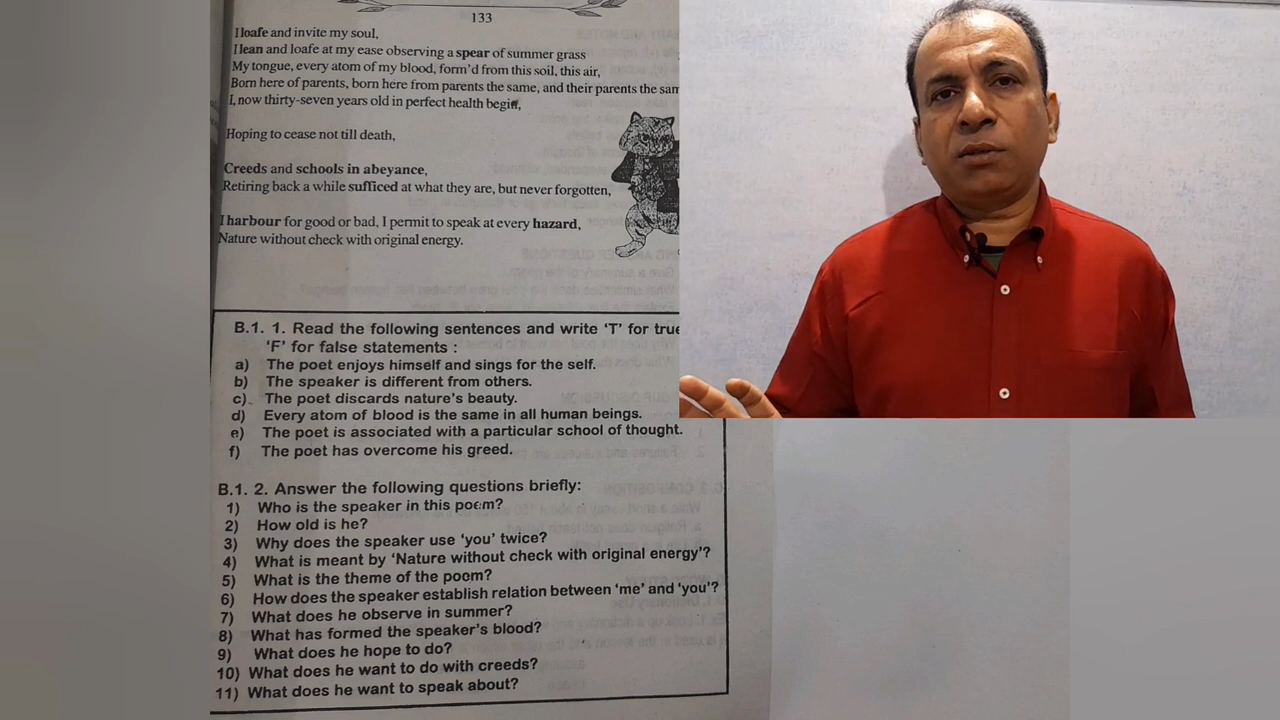 133
I loafe and invite my soul,
I lean and loafe at my ease observing a spear of summer grass
My tongue, every atom of my blood, form'd from this soil, this air,
Born here of parents, born here from parents the same, and their parents the sam
I, now thirty-seven years old in perfect health begin,
Hoping to cease not till death,
Creeds and schools in abeyance,
Retiring back a while sufficed at what they are, but never forgotten,
I harbour for good or bad, I permit to speak at every hazard,
Nature without check with original energy.
B.1. 1. Read the following sentences and write 'T' for true
'F' for false statements :
a) The poet enjoys himself and sings for the self.
b) The speaker is different from others.
c) The poet discards nature's beauty.
d) Every atom of blood is the same in all human beings.
e) The poet is associated with a particular school of thought.
f) The poet has overcome his greed.
B.1. 2. Answer the following questions briefly:
1) Who is the speaker in this poem?
2) How old is he?
3) Why does the speaker use 'you' twice?
4) What is meant by 'Nature without check with original energy'?
5) What is the theme of the poem?
6) How does the speaker establish relation between 'me' and 'you'?
7) What does he observe in summer?
8) What has formed the speaker's blood?
9) What does he hope to do?
10) What does he want to do with creeds?
11) What does he want to speak about?